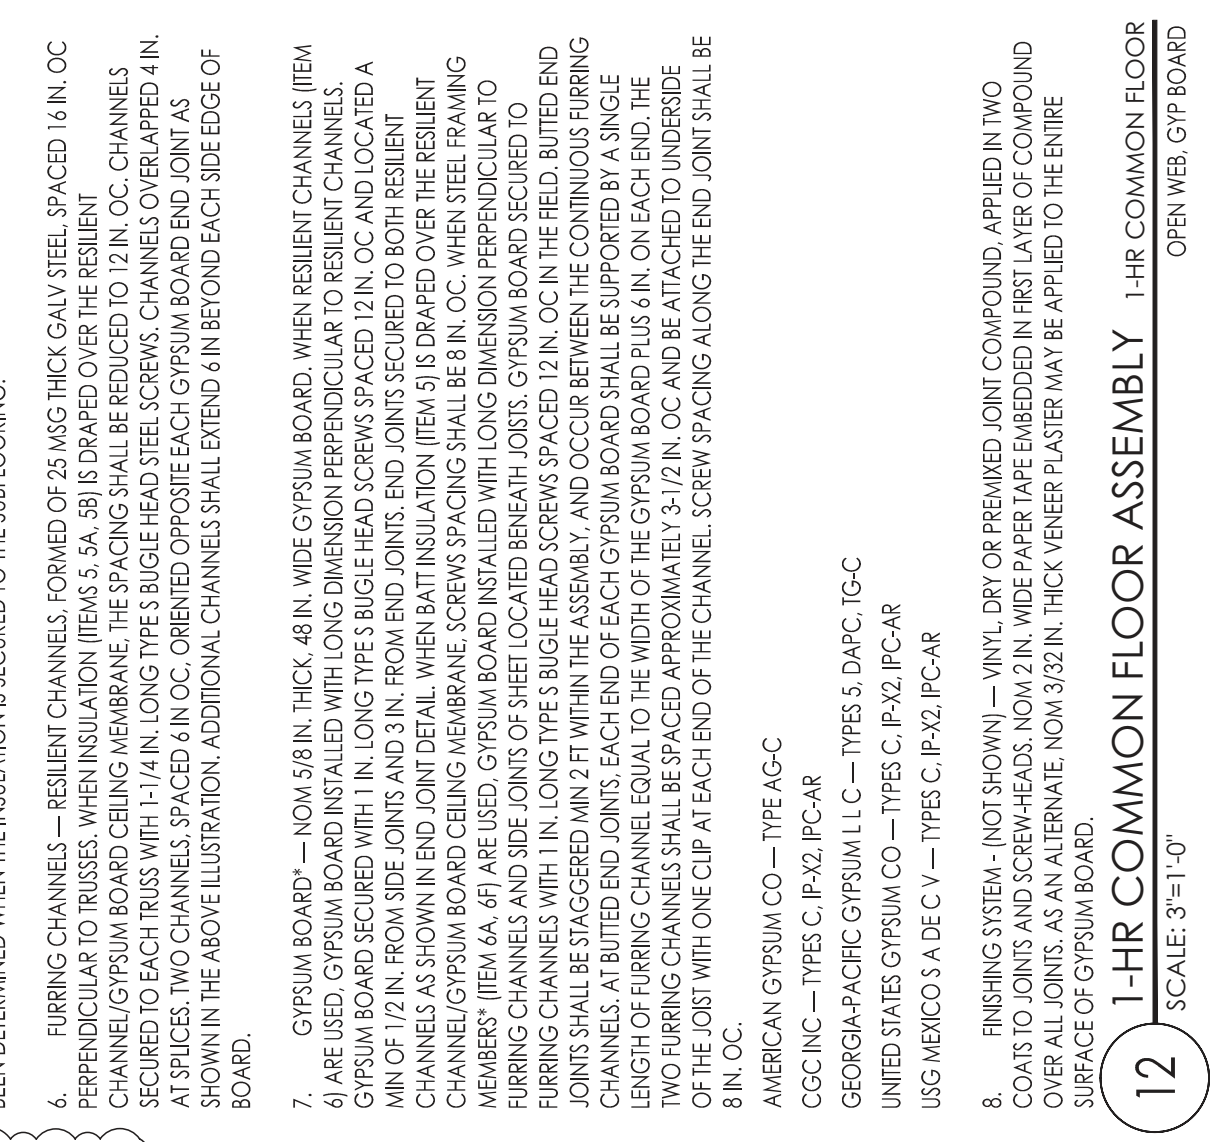 BEEN DETERMINED WHEN THE INSULATION IS SECURED TO THE SUBFLOORING.
6. FURRING CHANNELS — RESILIENT CHANNELS, FORMED OF 25 MSG THICK GALV STEEL, SPACED 16 IN. OC
PERPENDICULAR TO TRUSSES. WHEN INSULATION (ITEMS 5, 5A, 5B) IS DRAPED OVER THE RESILIENT
CHANNEL/GYPSUM BOARD CEILING MEMBRANE, THE SPACING SHALL BE REDUCED TO 12 IN. OC. CHANNELS
SECURED TO EACH TRUSS WITH 1-1/4 IN. LONG TYPE S BUGLE HEAD STEEL SCREWS. CHANNELS OVERLAPPED 4 IN.
AT SPLICES. TWO CHANNELS, SPACED 6 IN OC, ORIENTED OPPOSITE EACH GYPSUM BOARD END JOINT AS
SHOWN IN THE ABOVE ILLUSTRATION. ADDITIONAL CHANNELS SHALL EXTEND 6 IN BEYOND EACH SIDE EDGE OF
BOARD.
7. GYPSUM BOARD* — NOM 5/8 IN. THICK, 48 IN. WIDE GYPSUM BOARD. WHEN RESILIENT CHANNELS (ITEM
6) ARE USED, GYPSUM BOARD INSTALLED WITH LONG DIMENSION PERPENDICULAR TO RESILIENT CHANNELS.
GYPSUM BOARD SECURED WITH 1 IN. LONG TYPE S BUGLE HEAD SCREWS SPACED 12 IN. OC AND LOCATED A
MIN OF 1/2 IN. FROM SIDE JOINTS AND 3 IN. FROM END JOINTS. END JOINTS SECURED TO BOTH RESILIENT
CHANNELS AS SHOWN IN END JOINT DETAIL. WHEN BATT INSULATION (ITEM 5) IS DRAPED OVER THE RESILIENT
CHANNEL/GYPSUM BOARD CEILING MEMBRANE, SCREWS SPACING SHALL BE 8 IN. OC. WHEN STEEL FRAMING
MEMBERS* (ITEM 6A, 6F) ARE USED, GYPSUM BOARD INSTALLED WITH LONG DIMENSION PERPENDICULAR TO
FURRING CHANNELS AND SIDE JOINTS OF SHEET LOCATED BENEATH JOISTS. GYPSUM BOARD SECURED TO
FURRING CHANNELS WITH 1 IN. LONG TYPE S BUGLE HEAD SCREWS SPACED 12 IN. OC IN THE FIELD. BUTTED END
JOINTS SHALL BE STAGGERED MIN 2 FT WITHIN THE ASSEMBLY, AND OCCUR BETWEEN THE CONTINUOUS FURRING
CHANNELS. AT BUTTED END JOINTS, EACH END OF EACH GYPSUM BOARD SHALL BE SUPPORTED BY A SINGLE
LENGTH OF FURRING CHANNEL EQUAL TO THE WIDTH OF THE GYPSUM BOARD PLUS 6 IN. ON EACH END. THE
TWO FURRING CHANNELS SHALL BE SPACED APPROXIMATELY 3-1/2 IN. OC AND BE ATTACHED TO UNDERSIDE
OF THE JOIST WITH ONE CLIP AT EACH END OF THE CHANNEL. SCREW SPACING ALONG THE END JOINT SHALL BE
8 IN. OC.
AMERICAN GYPSUM CO — TYPE AG-C
CGC INC — TYPES C, IP-X2, IPC-AR
GEORGIA-PACIFIC GYPSUM L L C — TYPES 5, DAPC, TG-C
UNITED STATES GYPSUM CO — TYPES C, IP-X2, IPC-AR
USG MEXICO S A DE C V — TYPES C, IP-X2, IPC-AR
8. FINISHING SYSTEM - (NOT SHOWN) — VINYL, DRY OR PREMIXED JOINT COMPOUND, APPLIED IN TWO
COATS TO JOINTS AND SCREW-HEADS. NOM 2 IN. WIDE PAPER TAPE EMBEDDED IN FIRST LAYER OF COMPOUND
OVER ALL JOINTS. AS AN ALTERNATE, NOM 3/32 IN. THICK VENEER PLASTER MAY BE APPLIED TO THE ENTIRE
SURFACE OF GYPSUM BOARD.
12 1-HR COMMON FLOOR ASSEMBLY 1-HR COMMON FLOOR
SCALE: 3"=1'-0" OPEN WEB, GYP BOARD